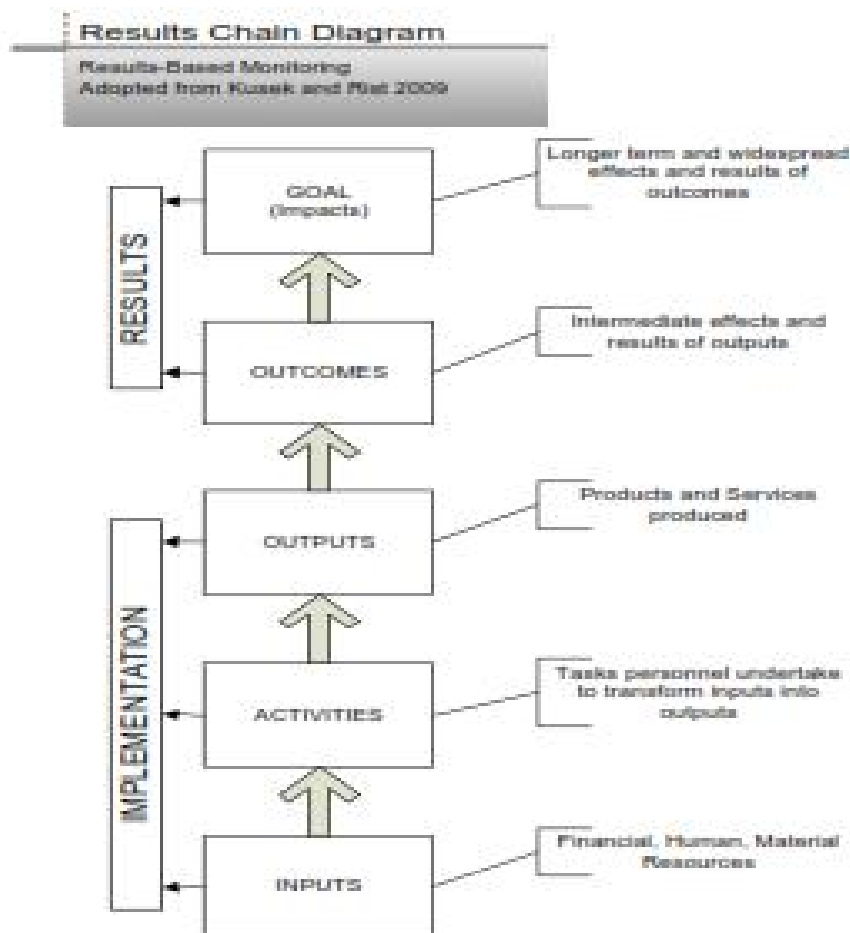 Results Chain Diagram
Results-Based Monitoring
Adopted from Kusek and Rist 2009
GOAL
(Impacts)
Longer term and widespread
effects and results of
outcomes
RESULTS
OUTCOMES
Intermediate effects and
results of outputs
OUTPUTS
Products and Services
produced
IMPLEMENTATION
ACTIVITIES
Tasks personnel undertake
to transform inputs into
outputs
INPUTS
Financial, Human, Material
Resources